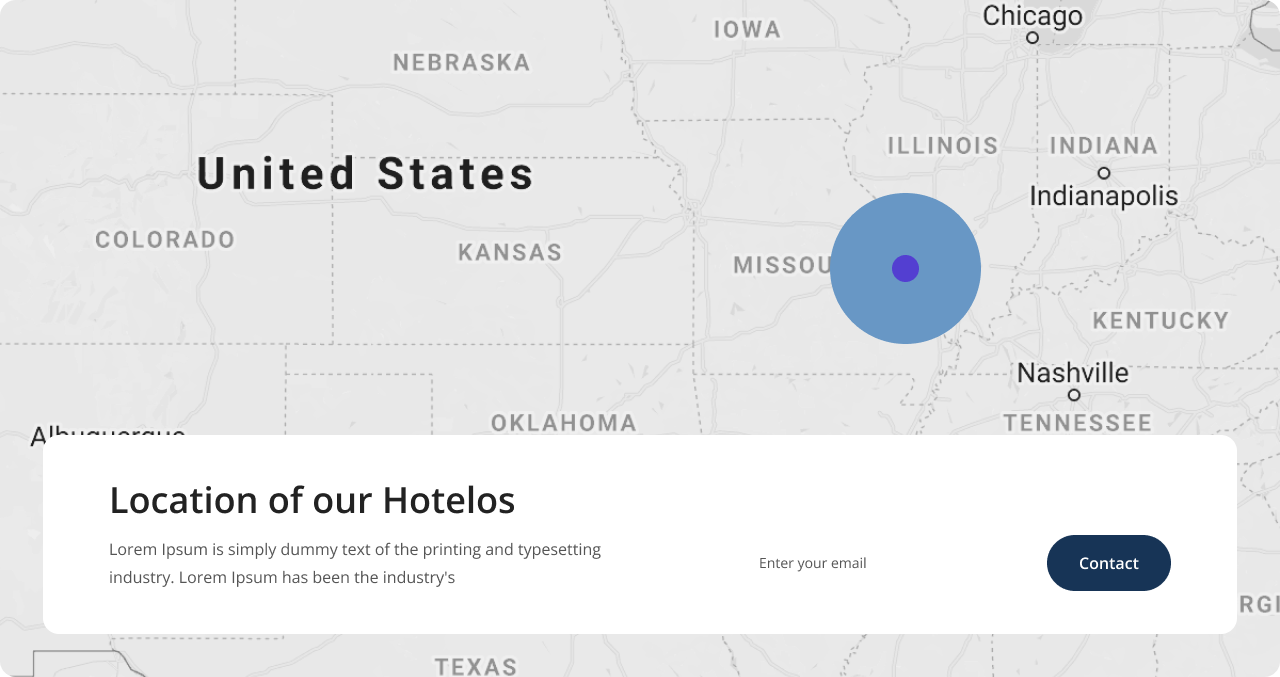 Chicago
IOWA
NEBRASKA
ILLINOIS
INDIANA
United States
Indianapolis
COLORADO
KANSAS
MISSOU
KENTUCKY
Nashville
OKLAHOMA
TENNESSEE
Albuquerque
Location of our Hotelos
Lorem Ipsum is simply dummy text of the printing and typesetting
industry. Lorem Ipsum has been the industry's
Enter your email
Contact
RGI
TEXAS